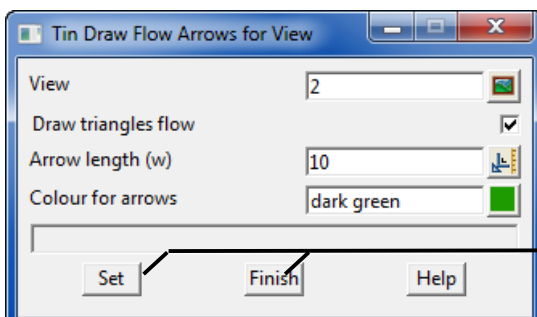 Tin Draw Flow Arrows for View
View 2
Draw triangles flow
Arrow length (w) 10
Colour for arrows dark green
Set Finish Help